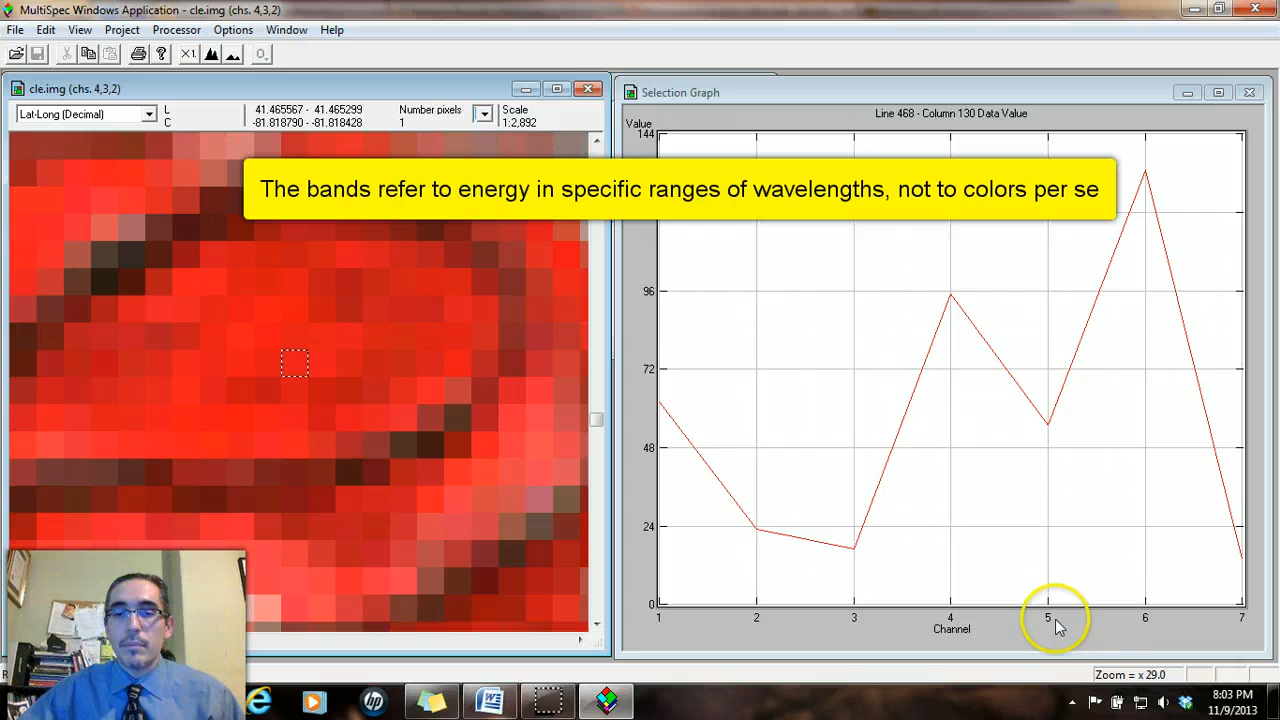 MultiSpec Windows Application - cle.img (chs. 4,3,2)
File Edit View Project Processor Options Window Help
×1
cle.img (chs. 4,3,2)
Lat-Long (Decimal)
L 41.465567 - 41.465299
C -81.818790 - -81.818428
Number pixels
1
Scale
1:2,892
Selection Graph
Line 468 - Column 130 Data Value
Value
144
The bands refer to energy in specific ranges of wavelengths, not to colors per se
96
72
48
24
0
1 2 3 4 5 6 7
Channel
Zoom = x 29.0
8:03 PM
11/9/2013